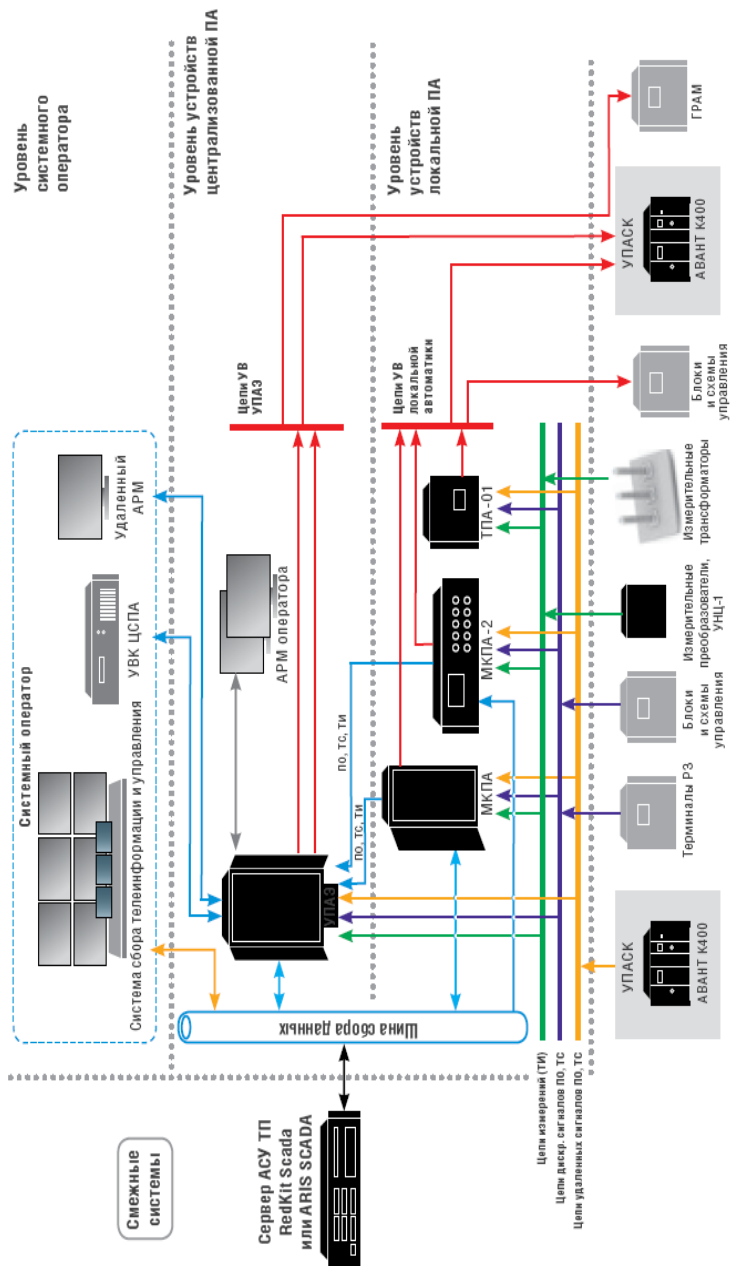 Смежные
системы
Уровень
системного
оператора
Системный оператор
Система сбора телеинформации и управления
УВК ЦСПА
Удаленный
АРМ
Уровень устройств
централизованной ПА
Сервер АСУ ТП
RedKit Scada
или ARIS SCADA
Шина сбора данных
УПАЭ
АРМ оператора
Цепи УВ
УПАЭ
по, тс, ти
по, тс, ти
Уровень
устройств
локальной ПА
МКПА
МКПА-2
ТПА-01
Цепи УВ
локальной
автоматики
Цепи измерений (ТИ)
Цепи дискр. сигналов ПО, ТС
Цепи удаленных сигналов ПО, ТС
УПАСК
АВАНТ К400
Терминалы РЗ
Блоки
и схемы
управления
Измерительные
преобразователи,
УНЦ-1
Измерительные
трансформаторы
Блоки
и схемы
управления
УПАСК
АВАНТ К400
ГРАМ